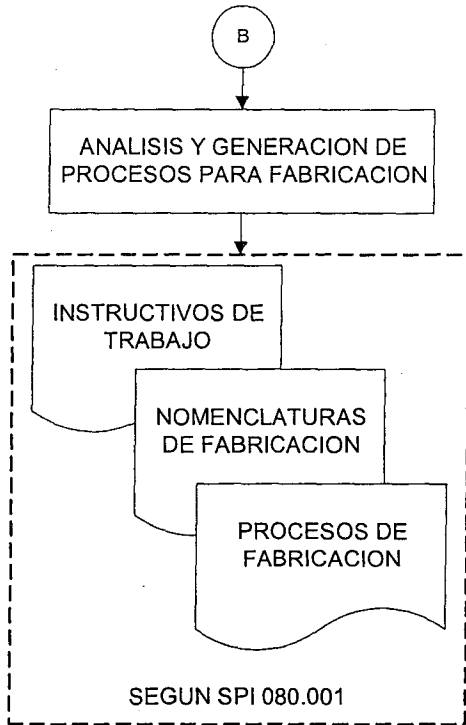 B
ANALISIS Y GENERACION DE
PROCESOS PARA FABRICACION
INSTRUCTIVOS DE
TRABAJO
NOMENCLATURAS
DE FABRICACION
PROCESOS DE
FABRICACION
SEGUN SPI 080.001